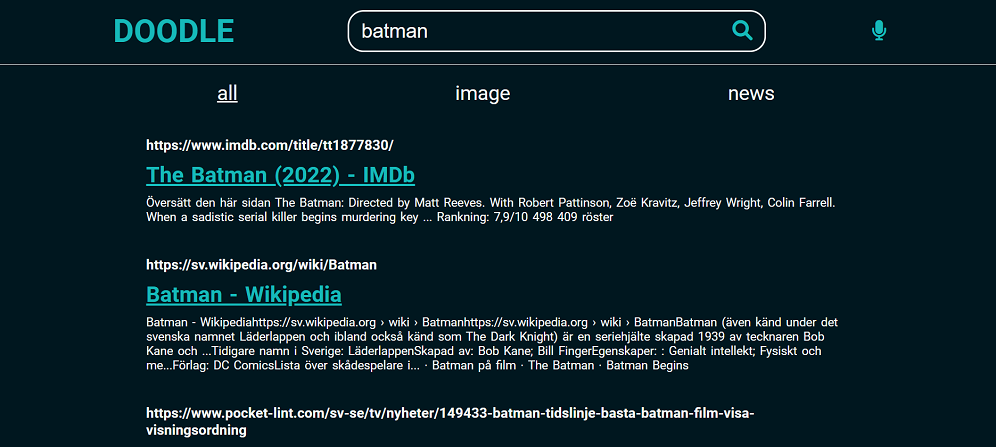 DOODLE
batman
all
image
news
https://www.imdb.com/title/tt1877830/
The Batman (2022) - IMDb
Översätt den här sidan The Batman: Directed by Matt Reeves. With Robert Pattinson, Zoë Kravitz, Jeffrey Wright, Colin Farrell.
When a sadistic serial killer begins murdering key ... Rankning: 7,9/10 498 409 röster
https://sv.wikipedia.org/wiki/Batman
Batman - Wikipedia
Batman - Wikipediahttps://sv.wikipedia.org › wiki › Batmanhttps://sv.wikipedia.org › wiki › BatmanBatman (även känd under det
svenska namnet Läderlappen och ibland också känd som The Dark Knight) är en seriehjälte skapad 1939 av tecknaren Bob
Kane och ...Tidigare namn i Sverige: LäderlappenSkapad av: Bob Kane; Bill FingerEgenskaper: : Genialt intellekt; Fysiskt och
me...Förlag: DC ComicsLista över skådespelare i... · Batman på film · The Batman · Batman Begins
https://www.pocket-lint.com/sv-se/tv/nyheter/149433-batman-tidslinje-basta-batman-film-visa-
visningsordning